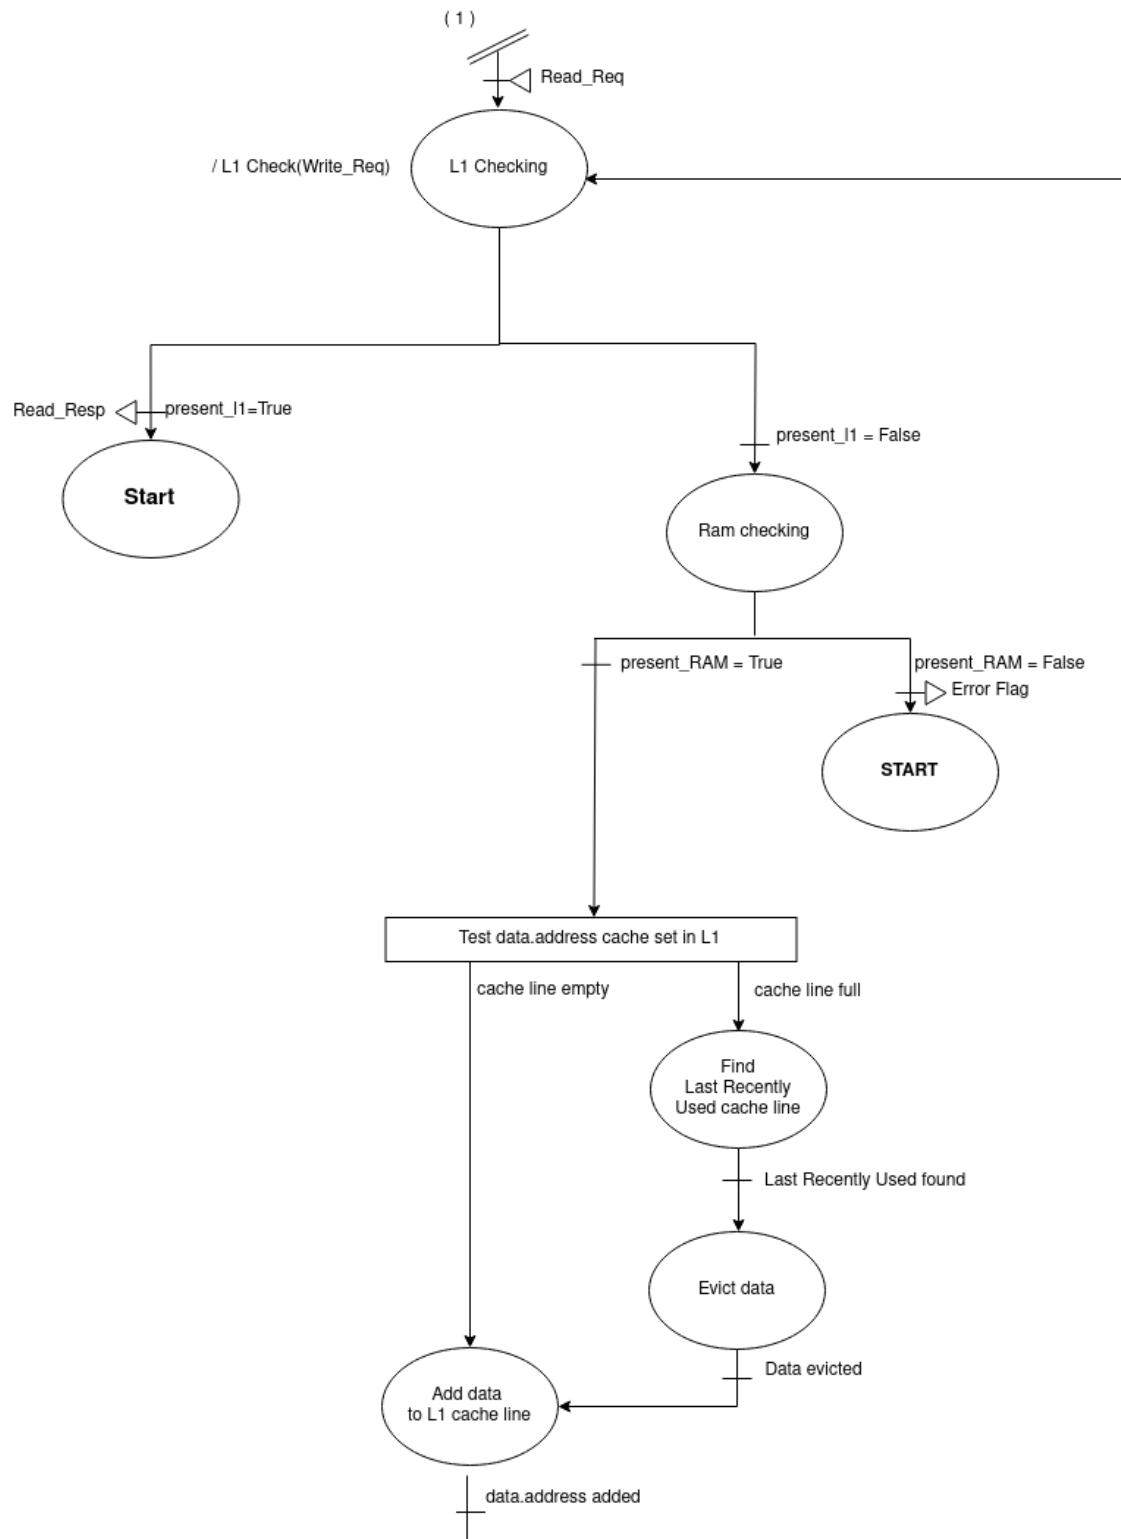 ( 1 )
Read_Req
/ L1 Check(Write_Req)
L1 Checking
Read_Resp
present_l1=True
present_l1 = False
Start
Ram checking
present_RAM = True
present_RAM = False
Error Flag
START
Test data.address cache set in L1
cache line empty
cache line full
Find
Last Recently
Used cache line
Last Recently Used found
Evict data
Data evicted
Add data
to L1 cache line
data.address added